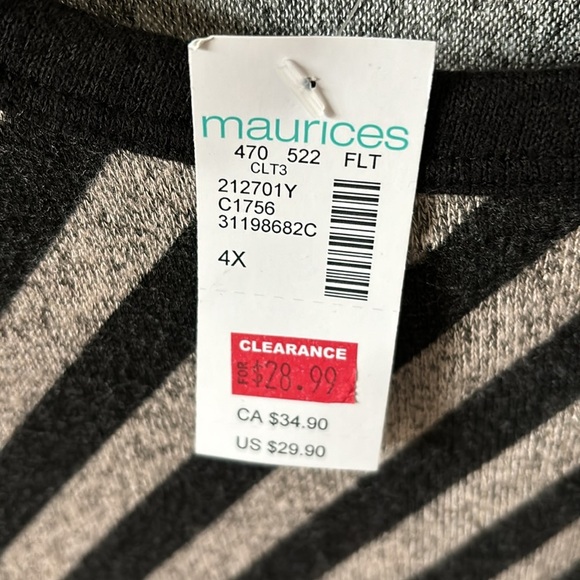 maurices
470 522 FLT
CLT3
212701Y
C1756
31198682C
4X
CLEARANCE
FOR $28.99
CA $34.90
US $29.90